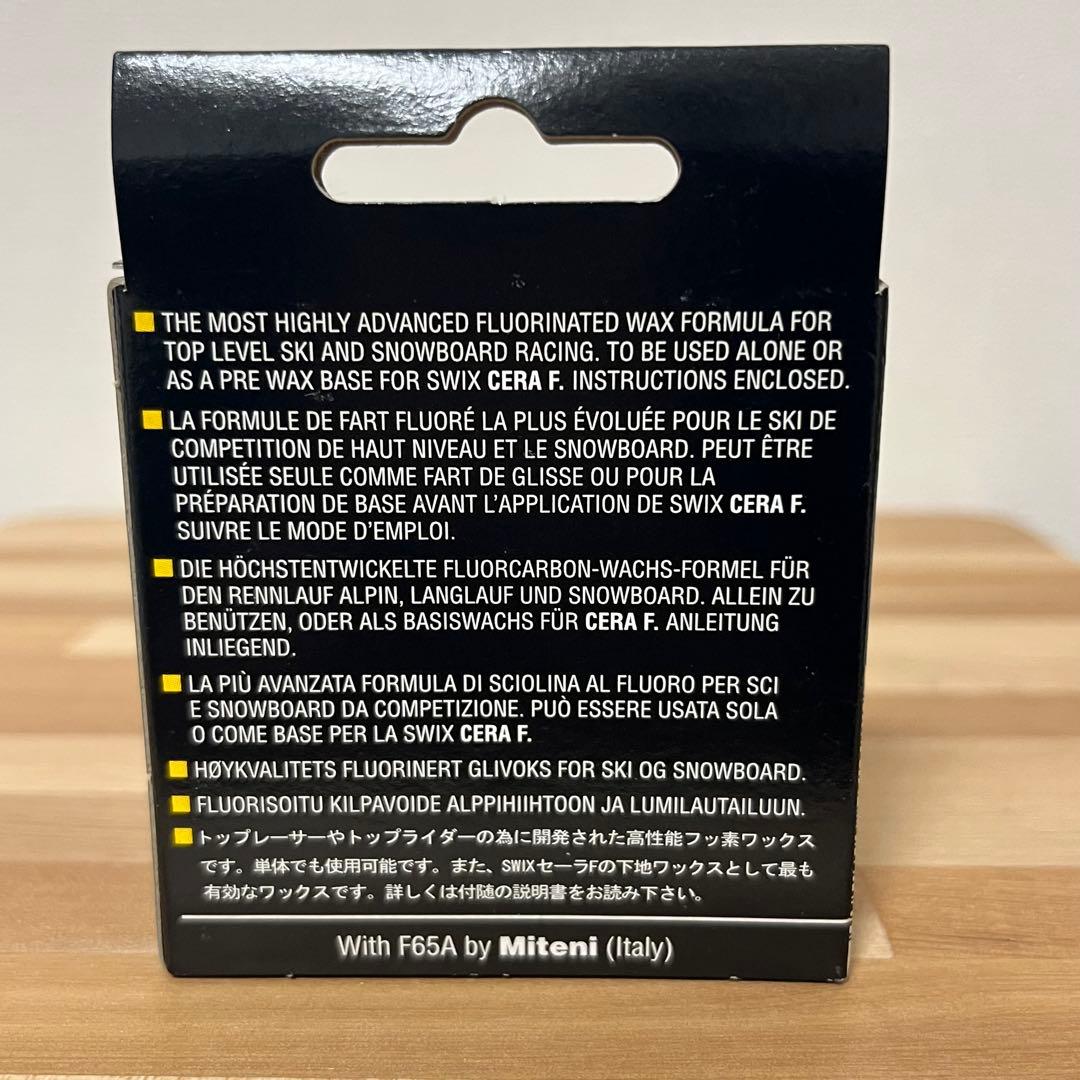 THE MOST HIGHLY ADVANCED FLUORINATED WAX FORMULA FOR
TOP LEVEL SKI AND SNOWBOARD RACING. TO BE USED ALONE OR
AS A PRE WAX BASE FOR SWIX CERA F. INSTRUCTIONS ENCLOSED.
LA FORMULE DE FART FLUORÉ LA PLUS ÉVOLUÉE POUR LE SKI DE
COMPETITION DE HAUT NIVEAU ET LE SNOWBOARD. PEUT ÊTRE
UTILISÉE SEULE COMME FART DE GLISSE OU POUR LA
PRÉPARATION DE BASE AVANT L'APPLICATION DE SWIX CERA F.
SUIVRE LE MODE D'EMPLOI.
DIE HÖCHSTENTWICKELTE FLUORCARBON-WACHS-FORMEL FÜR
DEN RENNLAUF ALPIN, LANGLAUF UND SNOWBOARD. ALLEIN ZU
BENÜTZEN, ODER ALS BASISWACHS FÜR CERA F. ANLEITUNG
INLIEGEND.
LA PIÙ AVANZATA FORMULA DI SCIOLINA AL FLUORO PER SCI
E SNOWBOARD DA COMPETIZIONE. PUÒ ESSERE USATA SOLA
O COME BASE PER LA SWIX CERA F.
HØYKVALITETS FLUORINERT GLIVOKS FOR SKI OG SNOWBOARD.
FLUORISOITU KILPAVOIDE ALPPIHIIHTOON JA LUMILAUTAILUUN.
トップレーサーやトップライダーの為に開発された高性能フッ素ワックス
です。単体でも使用可能です。また、SWIXセーラFの下地ワックスとして最も
有効なワックスです。詳しくは付随の説明書をお読み下さい。
With F65A by Miteni (Italy)